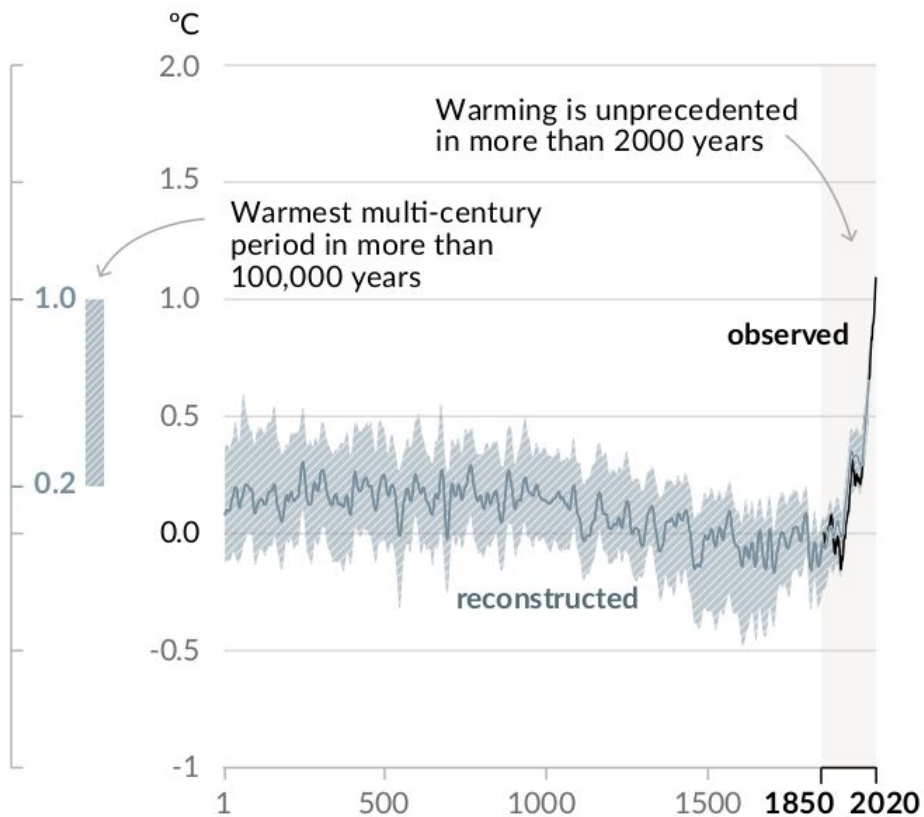 ºC
2.0
Warming is unprecedented
in more than 2000 years
1.5
Warmest multi-century
period in more than
100,000 years
1.0
1.0
observed
0.5
0.2
0.0
reconstructed
-0.5
-1
1 500 1000 1500 1850 2020